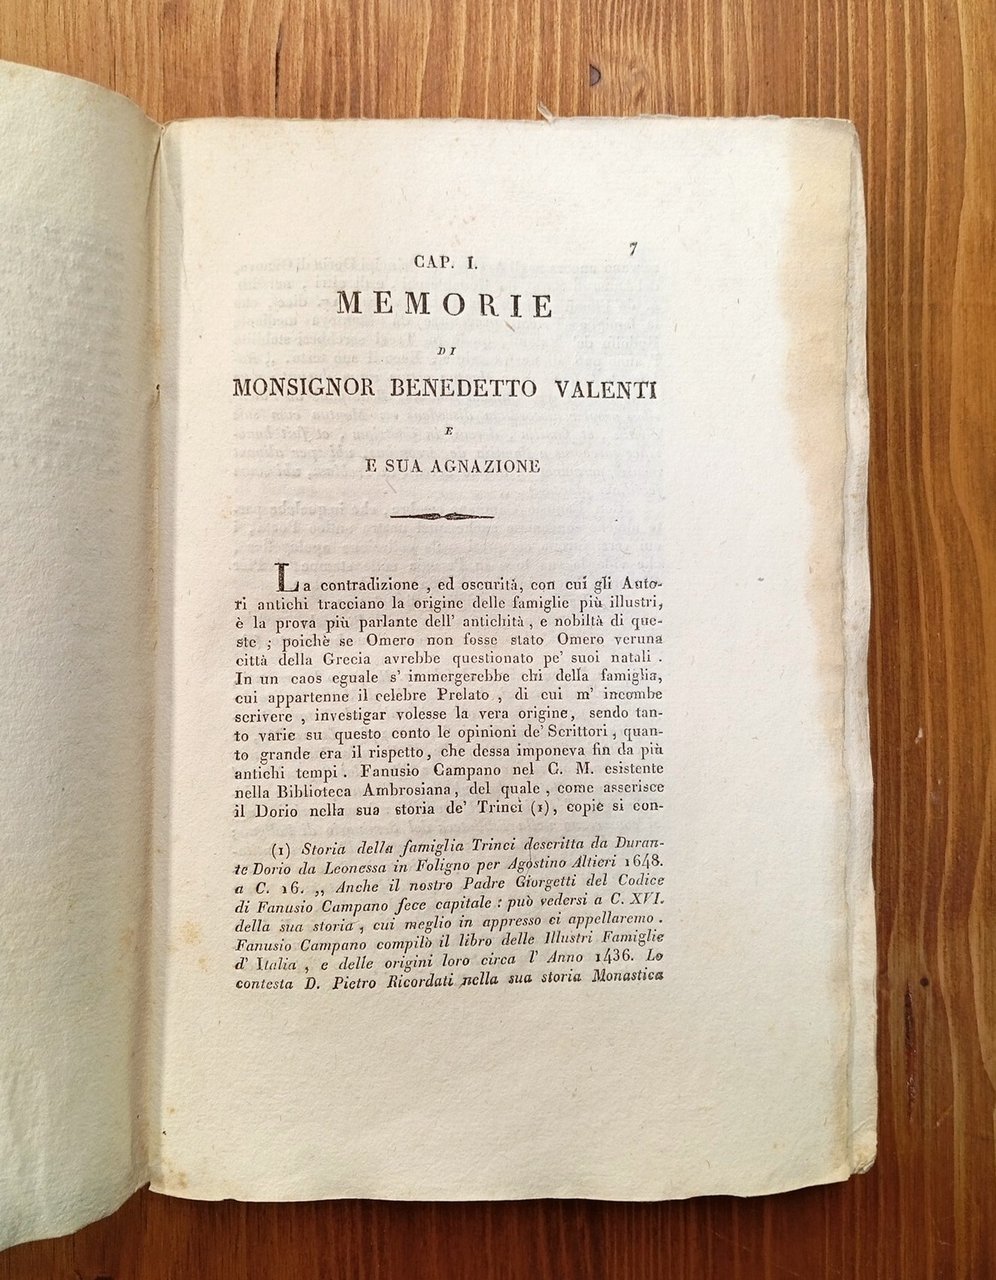 7
CAP. I.
MEMORIE
DI
MONSIGNOR BENEDETTO VALENTI
E
E SUA AGNAZIONE
La contradizione , ed oscurità, con cui gli Auto-
ri antichi tracciano la origine delle famiglie più illustri,
è la prova più parlante dell' antichità , e nobiltà di que-
ste ; poichè se Omero non fosse stato Omero veruna
città della Grecia avrebbe questionato pe' suoi natali .
In un caos eguale s' immergerebbe chi della famiglia,
cui appartenne il celebre Prelato , di cui m' incombe
scrivere , investigar volesse la vera origine, sendo tan-
to varie su questo conto le opinioni de' Scrittori , quan-
to grande era il rispetto, che dessa imponeva fin da più
antichi tempi . Fanusio Campano nel C. M. esistente
nella Biblioteca Ambrosiana, del quale , come asserisce
il Dorio nella sua storia de' Trinci (1), copie si con-
(1) Storia della famiglia Trinci descritta da Duran-
te Dorio da Leonessa in Foligno per Agostino Altieri 1648.
a C. 16. ,, Anche il nostro Padre Giorgetti del Codice
di Fanusio Campano fece capitale : può vedersi a C. XVI.
della sua storia , cui meglio in appresso ci appellaremo .
Fanusio Campano compilò il libro delle Illustri Famiglie
d' Italia , e delle origini loro circa l' Anno 1436. Lo
contesta D. Pietro Ricordati nella sua storia Monastica